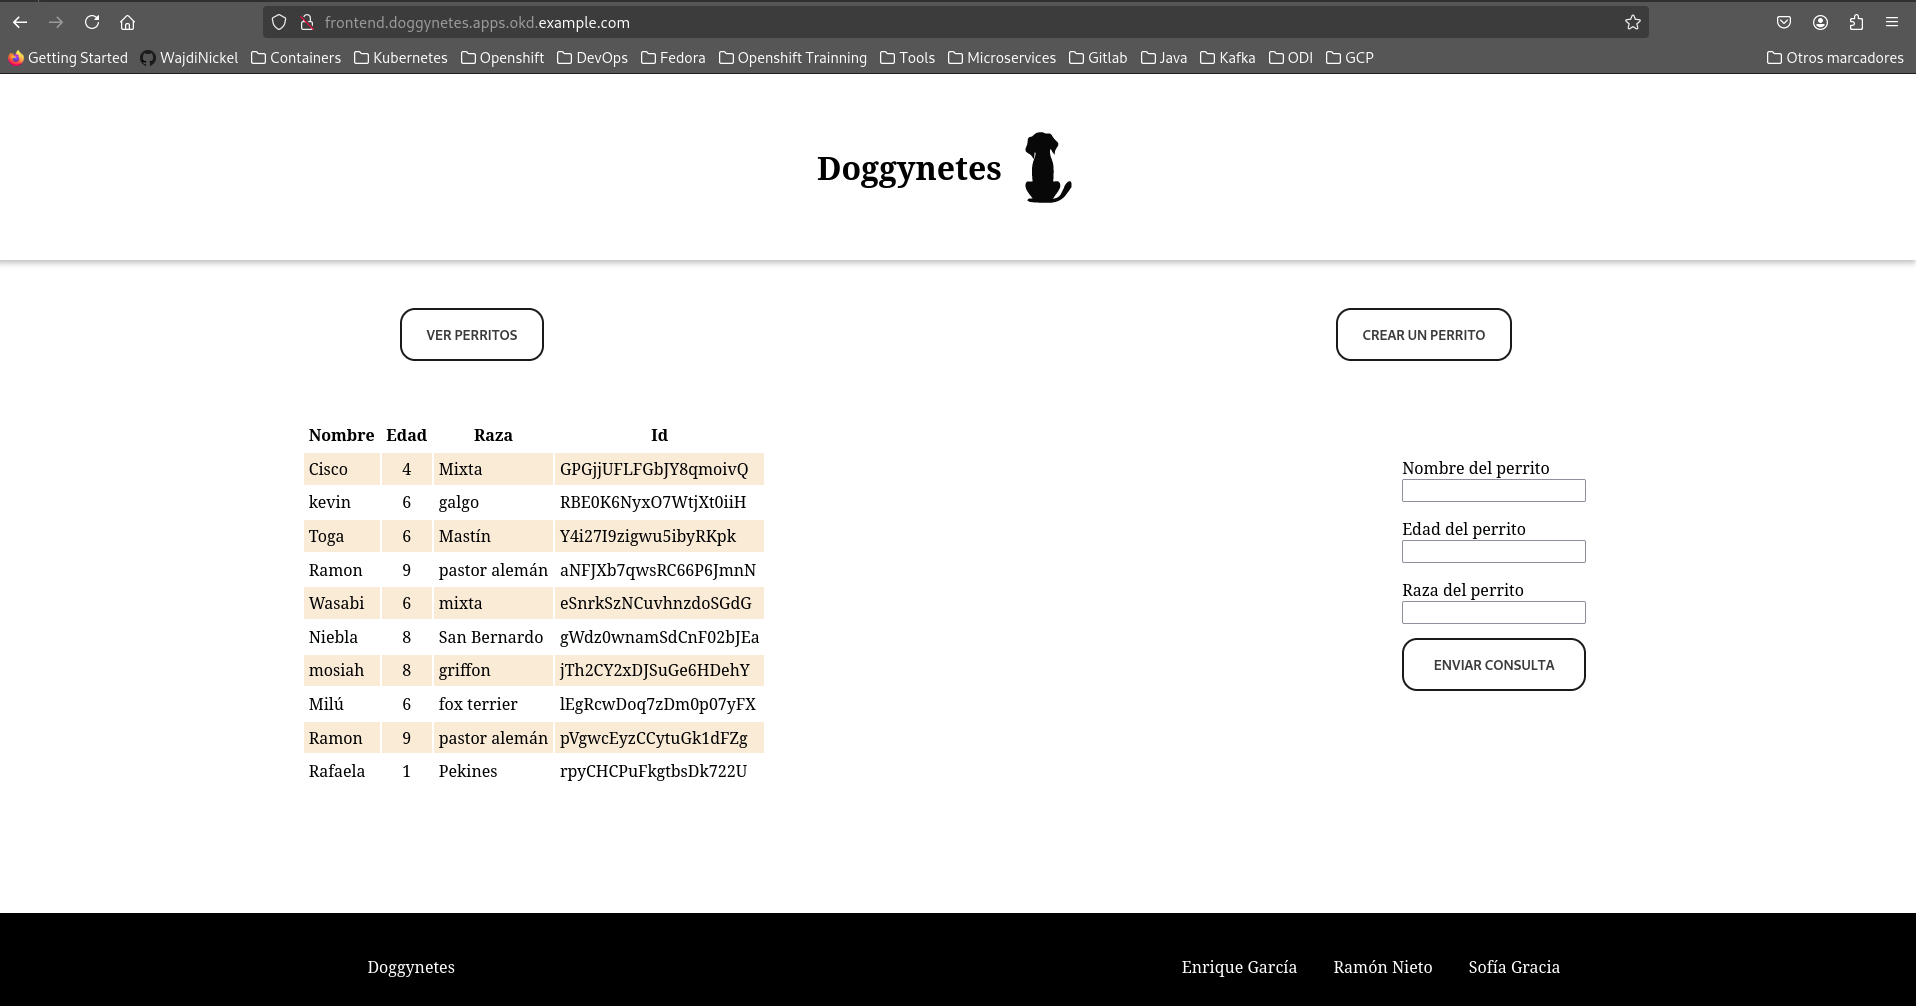 frontend.doggynetes.apps.okd.example.com
Getting Started WajdiNickel Containers Kubernetes Openshift DevOps Fedora Openshift Trainning Tools Microservices Gitlab Java Kafka ODI GCP Otros marcadores
Doggynetes
VER PERRITOS
CREAR UN PERRITO
Nombre Edad Raza Id
Cisco 4 Mixta GPGjjUFLFGbJY8qmoivQ
kevin 6 galgo RBE0K6NyxO7WtjXt0iiH
Toga 6 Mastín Y4i27I9zigwu5ibyRKpk
Ramon 9 pastor alemán aNFJXb7qwsRC66P6JmnN
Wasabi 6 mixta eSnrkSzNCuvhnzdoSGdG
Niebla 8 San Bernardo gWdz0wnamSdCnF02bJEa
mosiah 8 griffon jTh2CY2xDJSuGe6HDehY
Milú 6 fox terrier lEgRcwDoq7zDm0p07yFX
Ramon 9 pastor alemán pVgwcEyzCCytuGk1dFZg
Rafaela 1 Pekines rpyCHCPuFkgtbsDk722U
Nombre del perrito
Edad del perrito
Raza del perrito
ENVIAR CONSULTA
Doggynetes
Enrique García Ramón Nieto Sofía Gracia